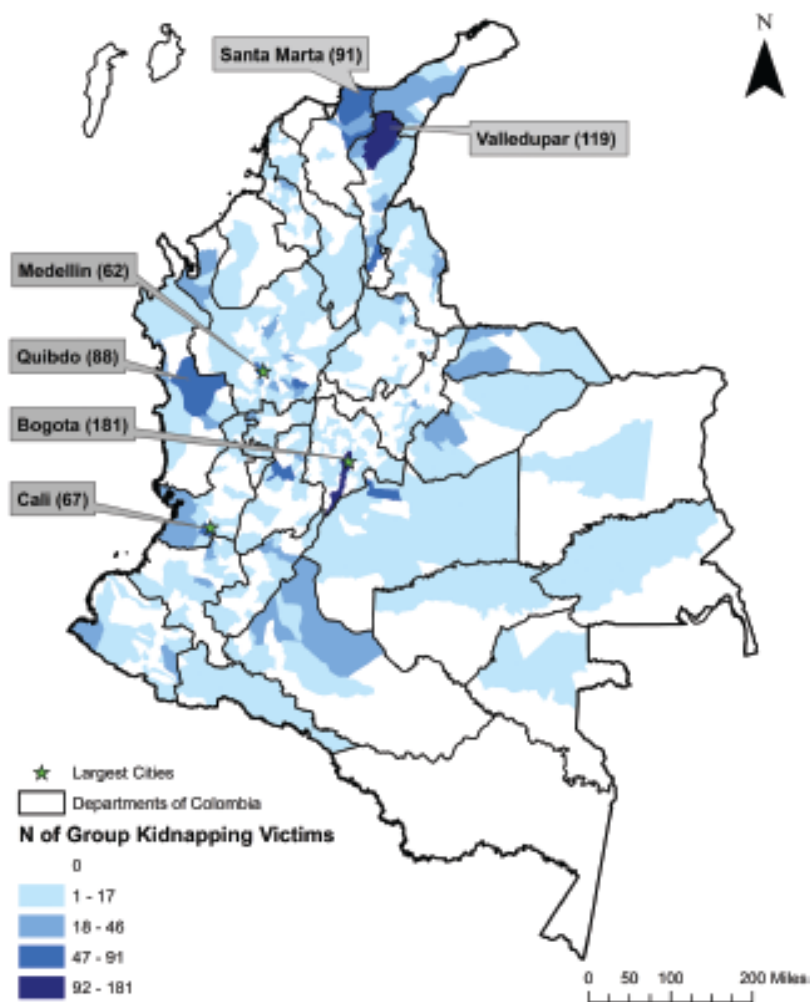 N
Santa Marta (91)
Valledupar (119)
Medellin (62)
Quibdo (88)
Bogota (181)
Cali (67)
Largest Cities
Departments of Colombia
N of Group Kidnapping Victims
0
1 - 17
18 - 46
47 - 91
92 - 181
0 50 100 200 Miles